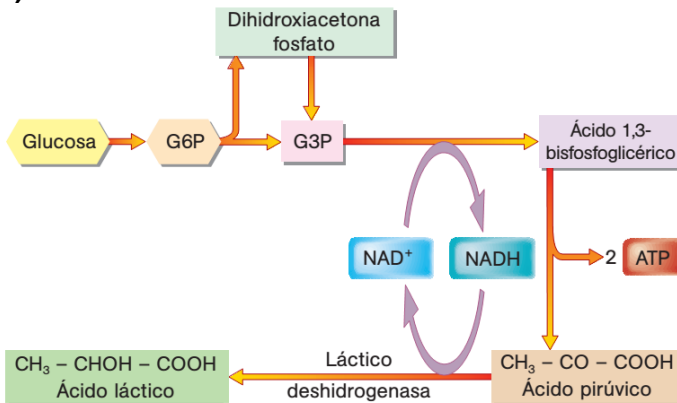 Dihidroxiacetona
fosfato
Glucosa
G6P
G3P
Ácido 1,3-
bisfosfoglicérico
NAD⁺
NADH
2 ATP
CH₃ – CHOH – COOH
Ácido láctico
Láctico
deshidrogenasa
CH₃ – CO – COOH
Ácido pirúvico